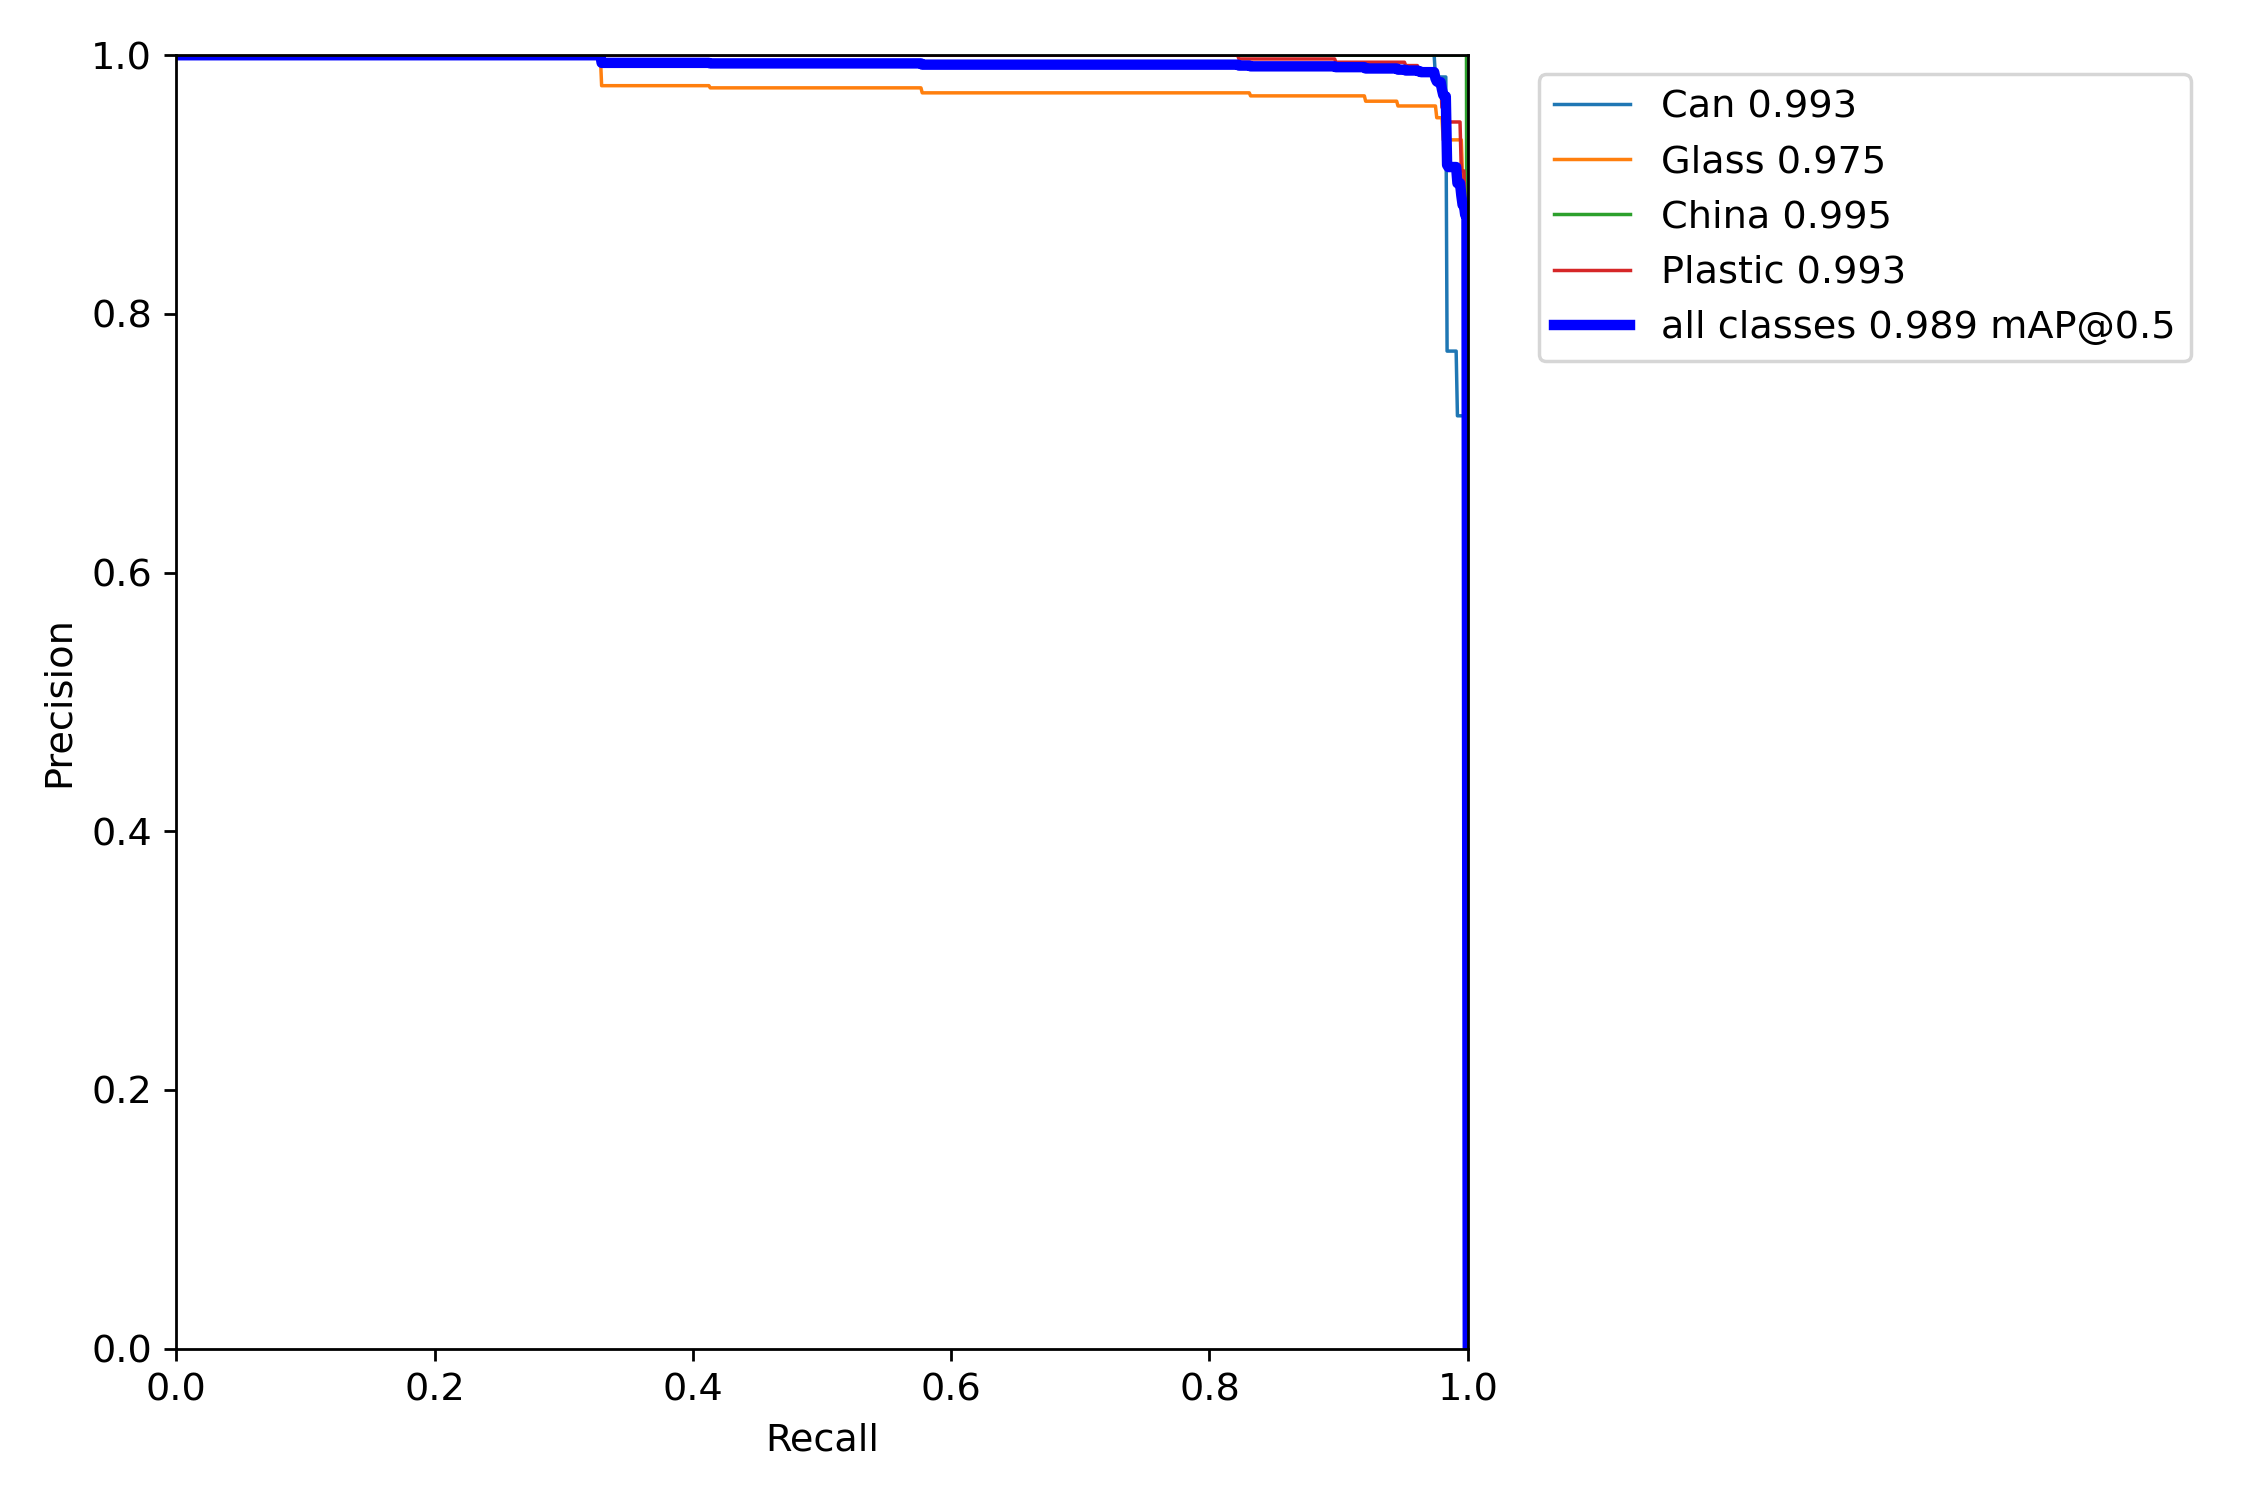 1.0
0.8
0.6
0.4
0.2
0.0
Precision
0.0 0.2 0.4 0.6 0.8 1.0
Recall
Can 0.993
Glass 0.975
China 0.995
Plastic 0.993
all classes 0.989 mAP@0.5